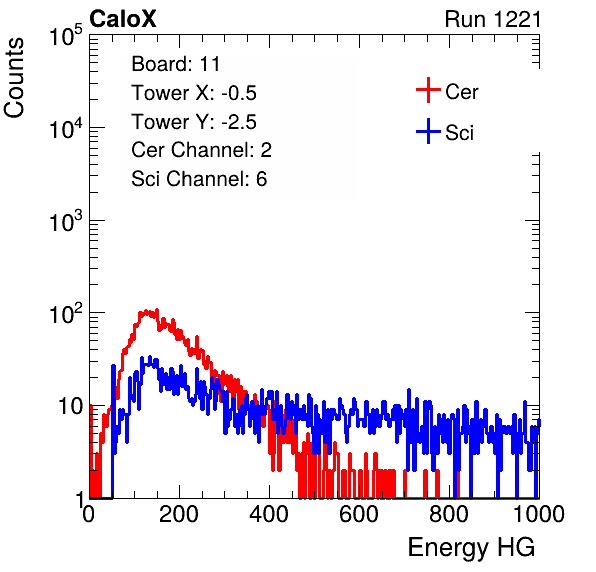 CaloX Run 1221
Counts
Board: 11
Tower X: -0.5
Tower Y: -2.5
Cer Channel: 2
Sci Channel: 6
Cer
Sci
10^5
10^4
10^3
10^2
10
1
0 200 400 600 800 1000
Energy HG